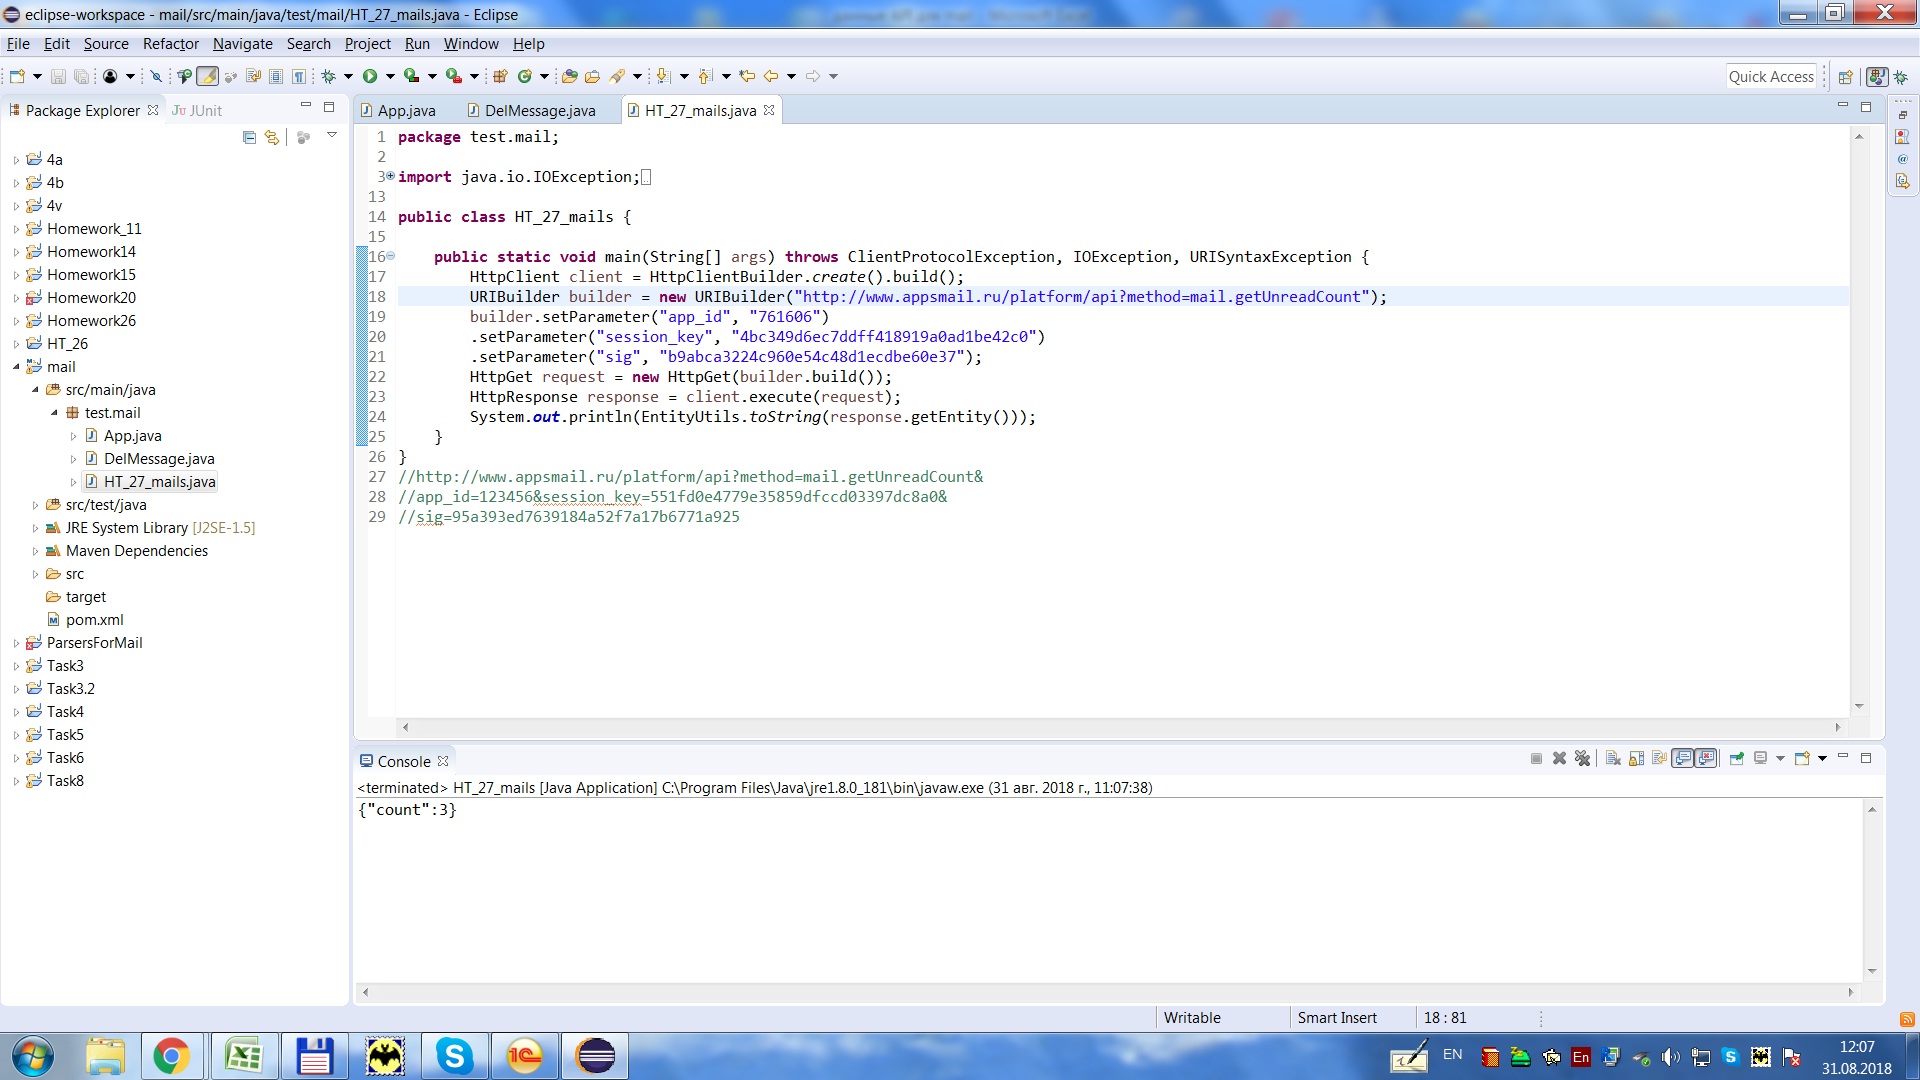 eclipse-workspace - mail/src/main/java/test/mail/HT_27_mails.java - Eclipse
File Edit Source Refactor Navigate Search Project Run Window Help
Quick Access
Package Explorer
JUnit
4a
4b
4v
Homework_11
Homework14
Homework15
Homework20
Homework26
HT_26
mail
src/main/java
test.mail
App.java
DelMessage.java
HT_27_mails.java
src/test/java
JRE System Library [J2SE-1.5]
Maven Dependencies
src
target
pom.xml
ParsersForMail
Task3
Task3.2
Task4
Task5
Task6
Task8
App.java DelMessage.java HT_27_mails.java
1 package test.mail;
2
3 import java.io.IOException;
13
14 public class HT_27_mails {
15
16 public static void main(String[] args) throws ClientProtocolException, IOException, URISyntaxException {
17 HttpClient client = HttpClientBuilder.create().build();
18 URIBuilder builder = new URIBuilder("http://www.appsmail.ru/platform/api?method=mail.getUnreadCount");
19 builder.setParameter("app_id", "761606")
20 .setParameter("session_key", "4bc349d6ec7ddff418919a0ad1be42c0")
21 .setParameter("sig", "b9abca3224c960e54c48d1ecdbe60e37");
22 HttpGet request = new HttpGet(builder.build());
23 HttpResponse response = client.execute(request);
24 System.out.println(EntityUtils.toString(response.getEntity()));
25 }
26 }
27 //http://www.appsmail.ru/platform/api?method=mail.getUnreadCount&
28 //app_id=123456&session_key=551fd0e4779e35859dfccd03397dc8a0&
29 //sig=95a393ed7639184a52f7a17b6771a925
Console
<terminated> HT_27_mails [Java Application] C:\Program Files\Java\jre1.8.0_181\bin\javaw.exe (31 авг. 2018 г., 11:07:38)
{"count":3}
Writable Smart Insert 18 : 81
EN
En
12:07
31.08.2018